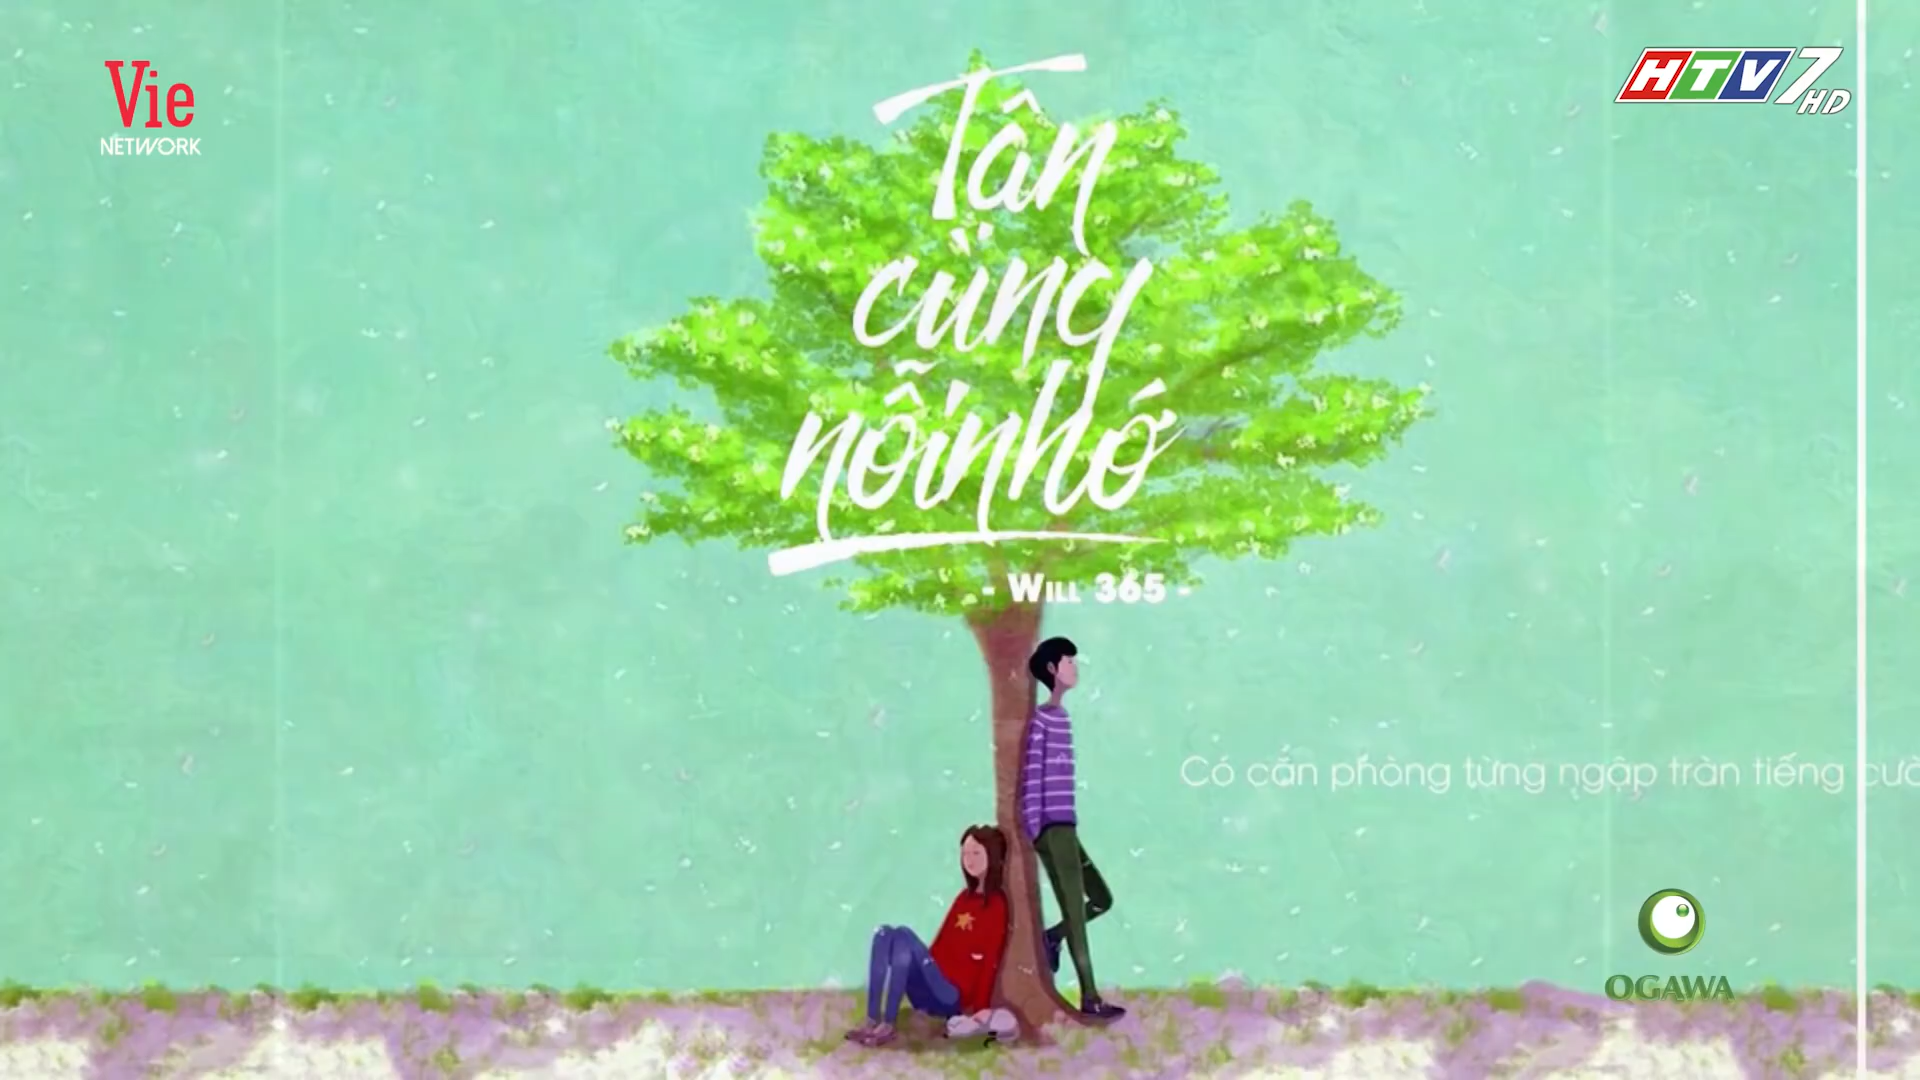 Vie
NETWORK
HTV7
HD
Tận
cùng
nỗi nhớ
- WILL 365 -
Có căn phòng từng ngập tràn tiếng
OGAWA